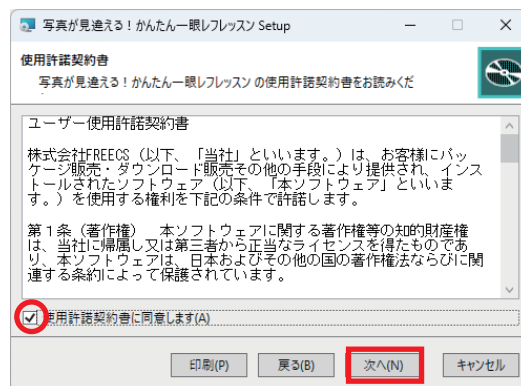 写真が見違える！かんたん一眼レフレッスン Setup
使用許諾契約書
写真が見違える！かんたん一眼レフレッスン の使用許諾契約書をお読みくだ
ユーザー使用許諾契約書
株式会社FREECS（以下、「当社」といいます。）は、お客様にパッ
ケージ販売・ダウンロード販売その他の手段により提供され、インス
トールされたソフトウェア（以下、「本ソフトウェア」といいま
す。）を使用する権利を下記の条件で許諾します。
第１条（著作権）　本ソフトウェアに関する著作権等の知的財産権
は、当社に帰属し又は第三者から正当なライセンスを得たものであ
り、本ソフトウェアは、日本およびその他の国の著作権法ならびに関
連する条約によって保護されています。
使用許諾契約書に同意します(A)
印刷(P) 戻る(B) 次へ(N) キャンセル